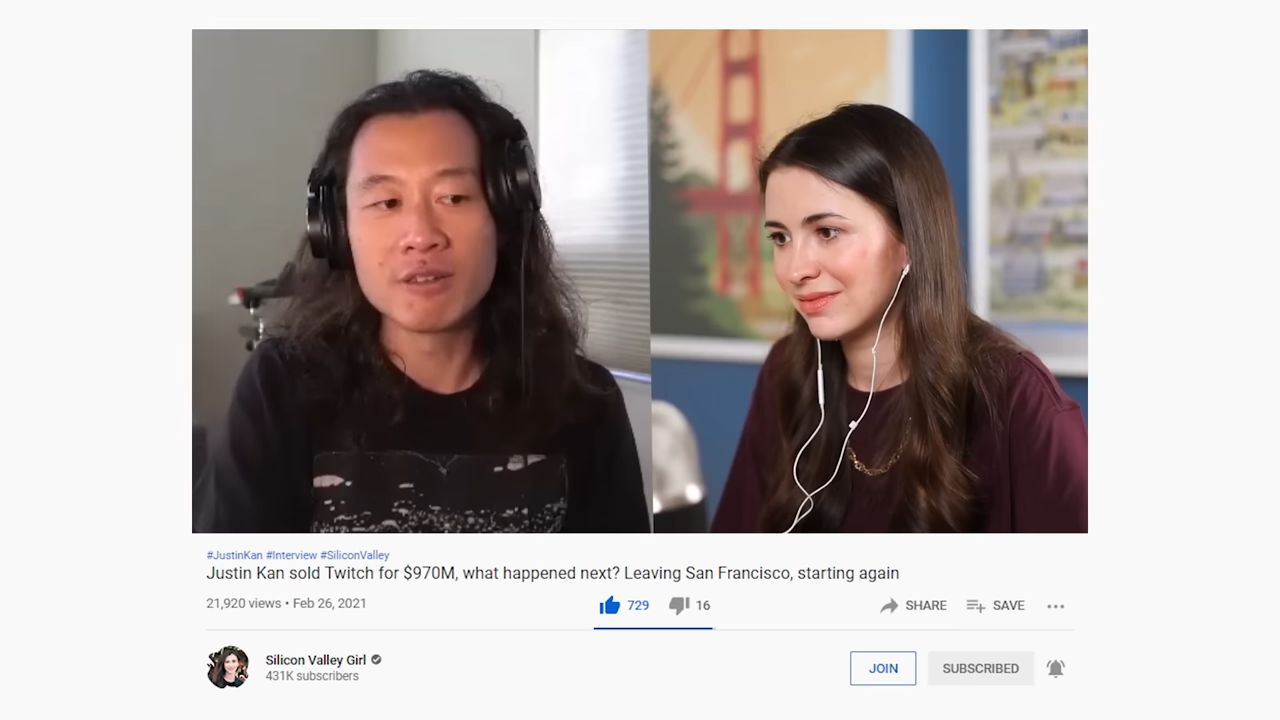 #JustinKan #Interview #SiliconValley
Justin Kan sold Twitch for $970M, what happened next? Leaving San Francisco, starting again
21,920 views • Feb 26, 2021
729
16
SHARE
SAVE
Silicon Valley Girl
431K subscribers
JOIN
SUBSCRIBED